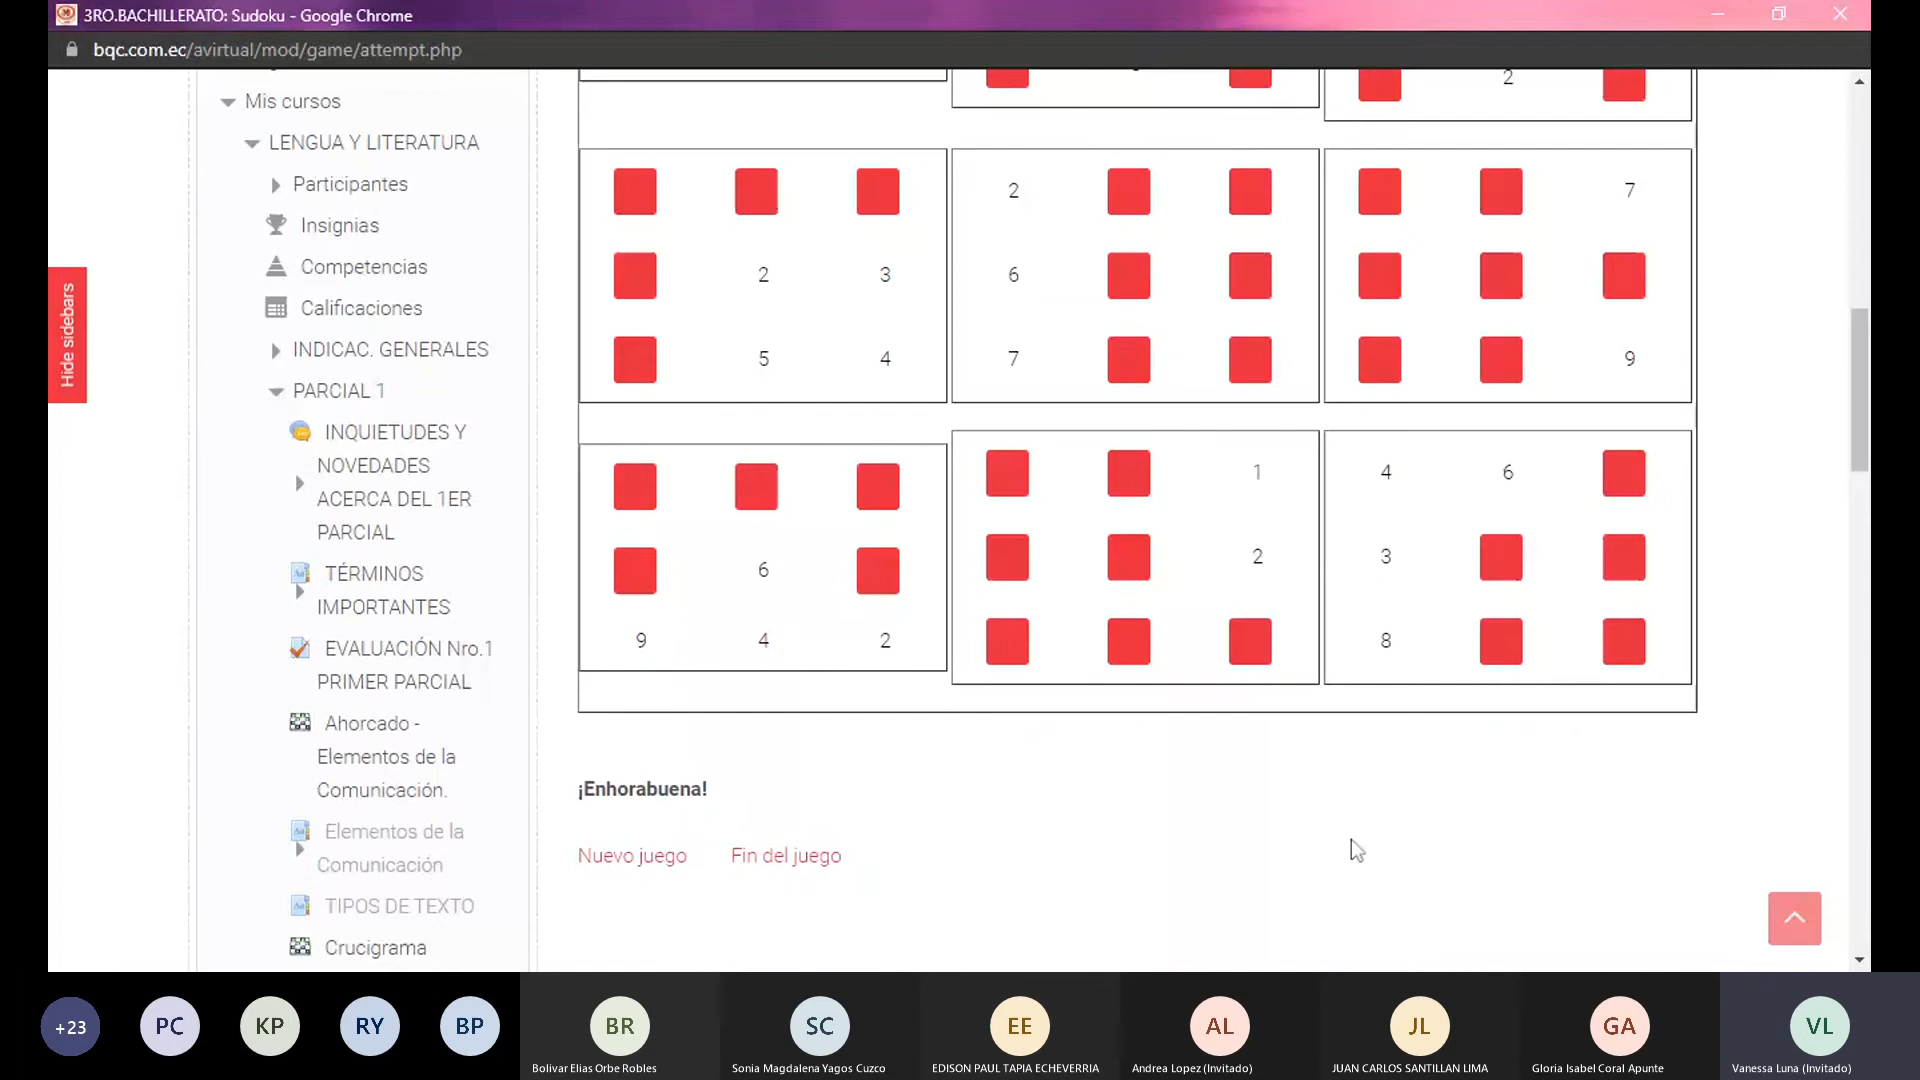 3RO.BACHILLERATO: Sudoku - Google Chrome
bqc.com.ec/avirtual/mod/game/attempt.php
Hide sidebars
Mis cursos
LENGUA Y LITERATURA
Participantes
Insignias
Competencias
Calificaciones
INDICAC. GENERALES
PARCIAL 1
INQUIETUDES Y
NOVEDADES
ACERCA DEL 1ER
PARCIAL
TÉRMINOS
IMPORTANTES
EVALUACIÓN Nro.1
PRIMER PARCIAL
Ahorcado -
Elementos de la
Comunicación.
Elementos de la
Comunicación
TIPOS DE TEXTO
Crucigrama
2
2 7
2 3 6
5 4 7 9
1 4 6
6 2 3
9 4 2 8
¡Enhorabuena!
Nuevo juego Fin del juego
+23 PC KP RY BP BR SC EE AL JL GA VL
Bolivar Elias Orbe Robles Sonia Magdalena Yagos Cuzco EDISON PAUL TAPIA ECHEVERRIA Andrea Lopez (Invitado) JUAN CARLOS SANTILLAN LIMA Gloria Isabel Coral Apunte Vanessa Luna (Invitado)